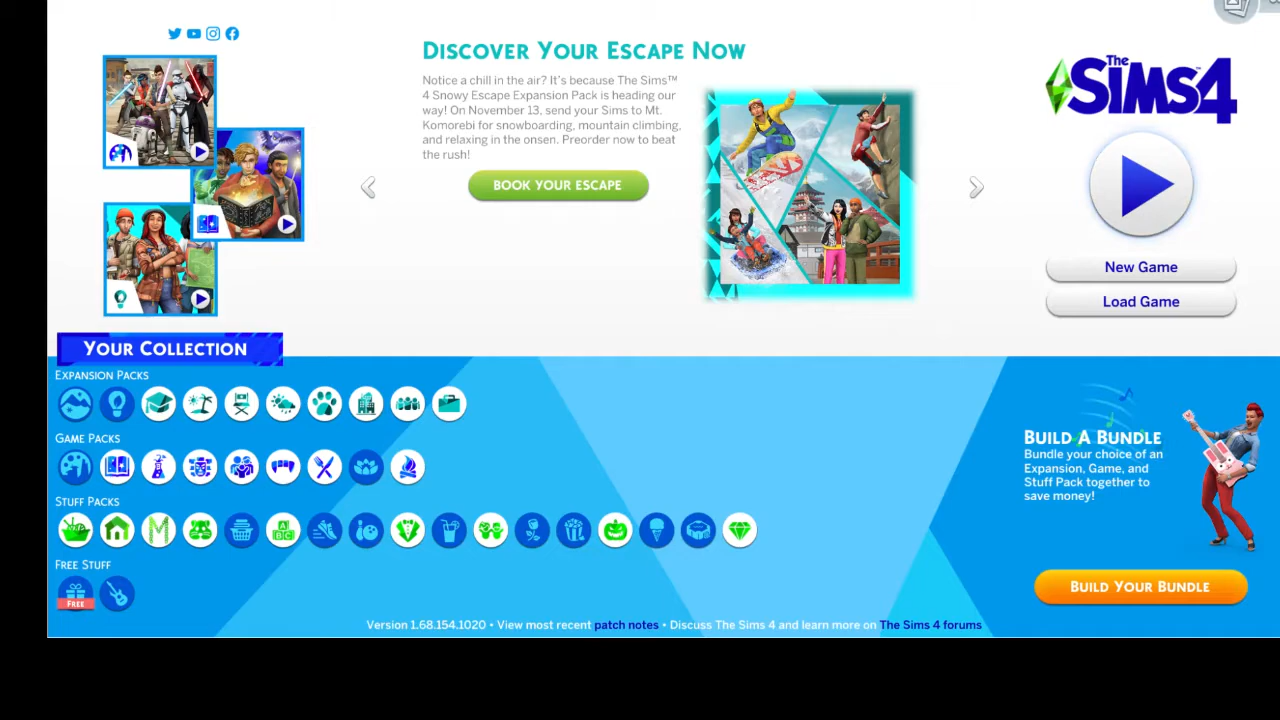 DISCOVER YOUR ESCAPE NOW
Notice a chill in the air? It's because The Sims™
4 Snowy Escape Expansion Pack is heading our
way! On November 13, send your Sims to Mt.
Komorebi for snowboarding, mountain climbing,
and relaxing in the onsen. Preorder now to beat
the rush!
BOOK YOUR ESCAPE
The SIMS 4
New Game
Load Game
YOUR COLLECTION
EXPANSION PACKS
GAME PACKS
STUFF PACKS
FREE STUFF
FREE
BUILD A BUNDLE
Bundle your choice of an
Expansion, Game, and
Stuff Pack together to
save money!
BUILD YOUR BUNDLE
Version 1.68.154.1020 • View most recent patch notes • Discuss The Sims 4 and learn more on The Sims 4 forums